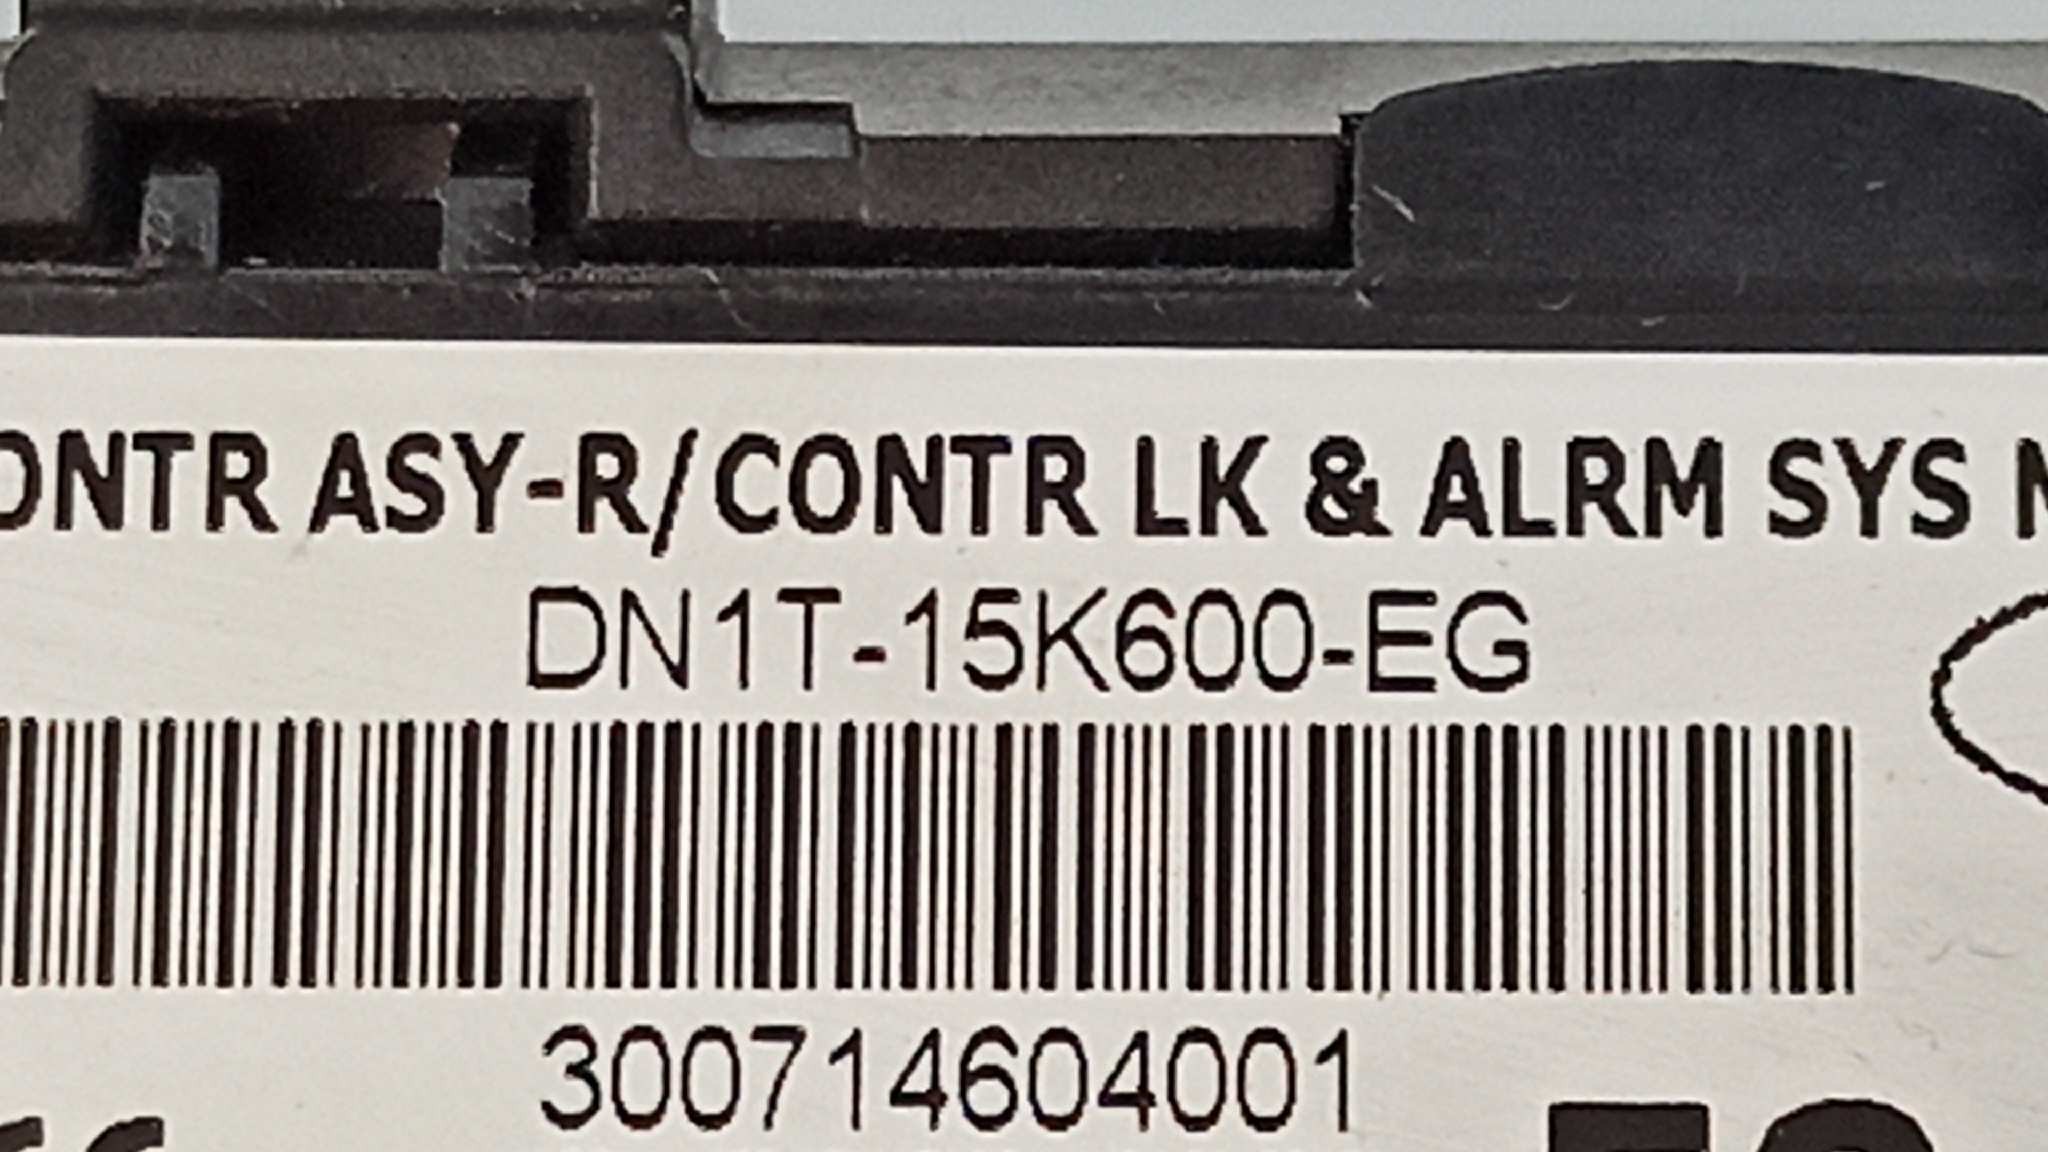 ONTR ASY-R/CONTR LK & ALRM SYS
DN1T-15K600-EG
300714604001